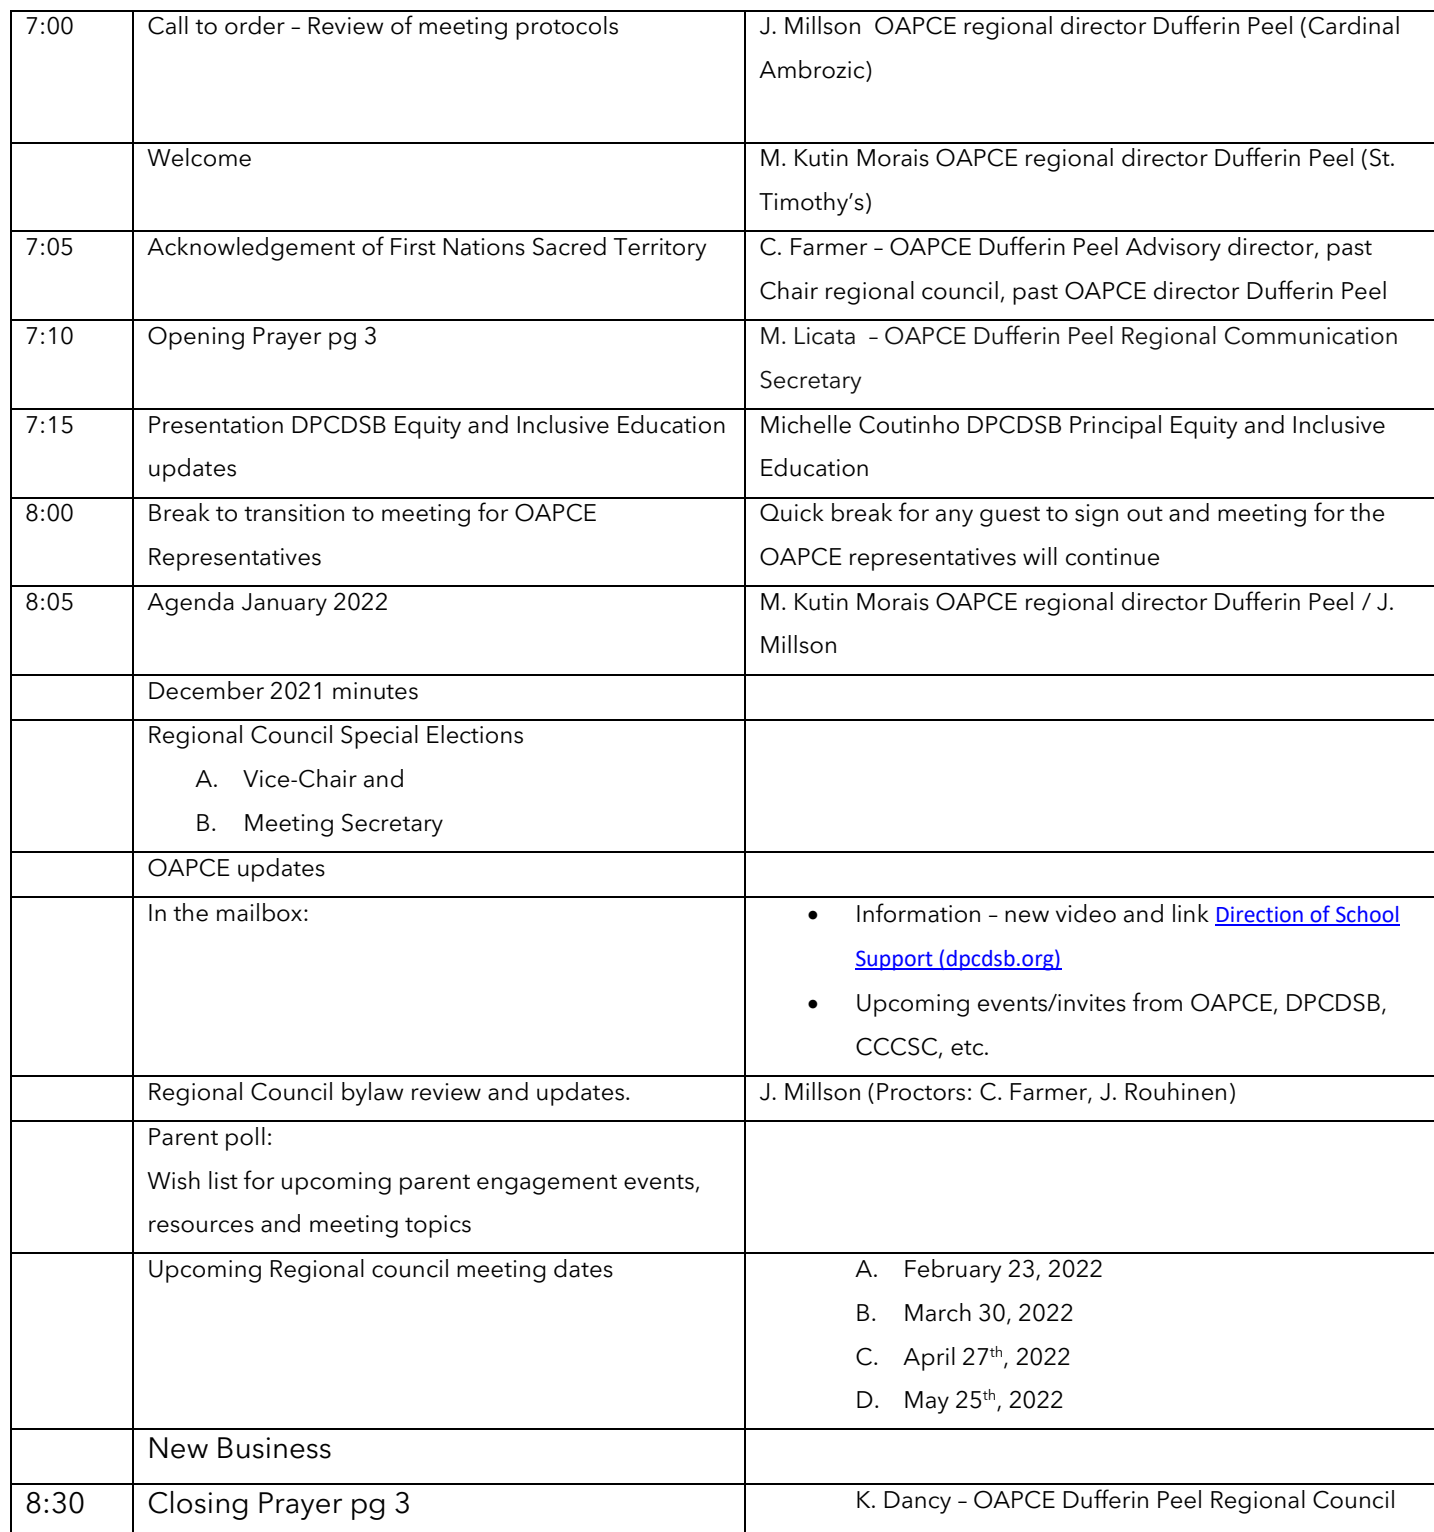 7:00 Call to order – Review of meeting protocols J. Millson  OAPCE regional director Dufferin Peel (Cardinal
Ambrozic)
Welcome M. Kutin Morais OAPCE regional director Dufferin Peel (St.
Timothy’s)
7:05 Acknowledgement of First Nations Sacred Territory C. Farmer – OAPCE Dufferin Peel Advisory director, past
Chair regional council, past OAPCE director Dufferin Peel
7:10 Opening Prayer pg 3 M. Licata  – OAPCE Dufferin Peel Regional Communication
Secretary
7:15 Presentation DPCDSB Equity and Inclusive Education Michelle Coutinho DPCDSB Principal Equity and Inclusive
updates Education
8:00 Break to transition to meeting for OAPCE Quick break for any guest to sign out and meeting for the
Representatives OAPCE representatives will continue
8:05 Agenda January 2022 M. Kutin Morais OAPCE regional director Dufferin Peel / J.
Millson
December 2021 minutes
Regional Council Special Elections
A. Vice-Chair and
B. Meeting Secretary
OAPCE updates
In the mailbox: • Information – new video and link Direction of School
Support (dpcdsb.org)
• Upcoming events/invites from OAPCE, DPCDSB,
CCCSC, etc.
Regional Council bylaw review and updates. J. Millson (Proctors: C. Farmer, J. Rouhinen)
Parent poll:
Wish list for upcoming parent engagement events,
resources and meeting topics
Upcoming Regional council meeting dates A. February 23, 2022
B. March 30, 2022
C. April 27th, 2022
D. May 25th, 2022
New Business
8:30 Closing Prayer pg 3 K. Dancy – OAPCE Dufferin Peel Regional Council